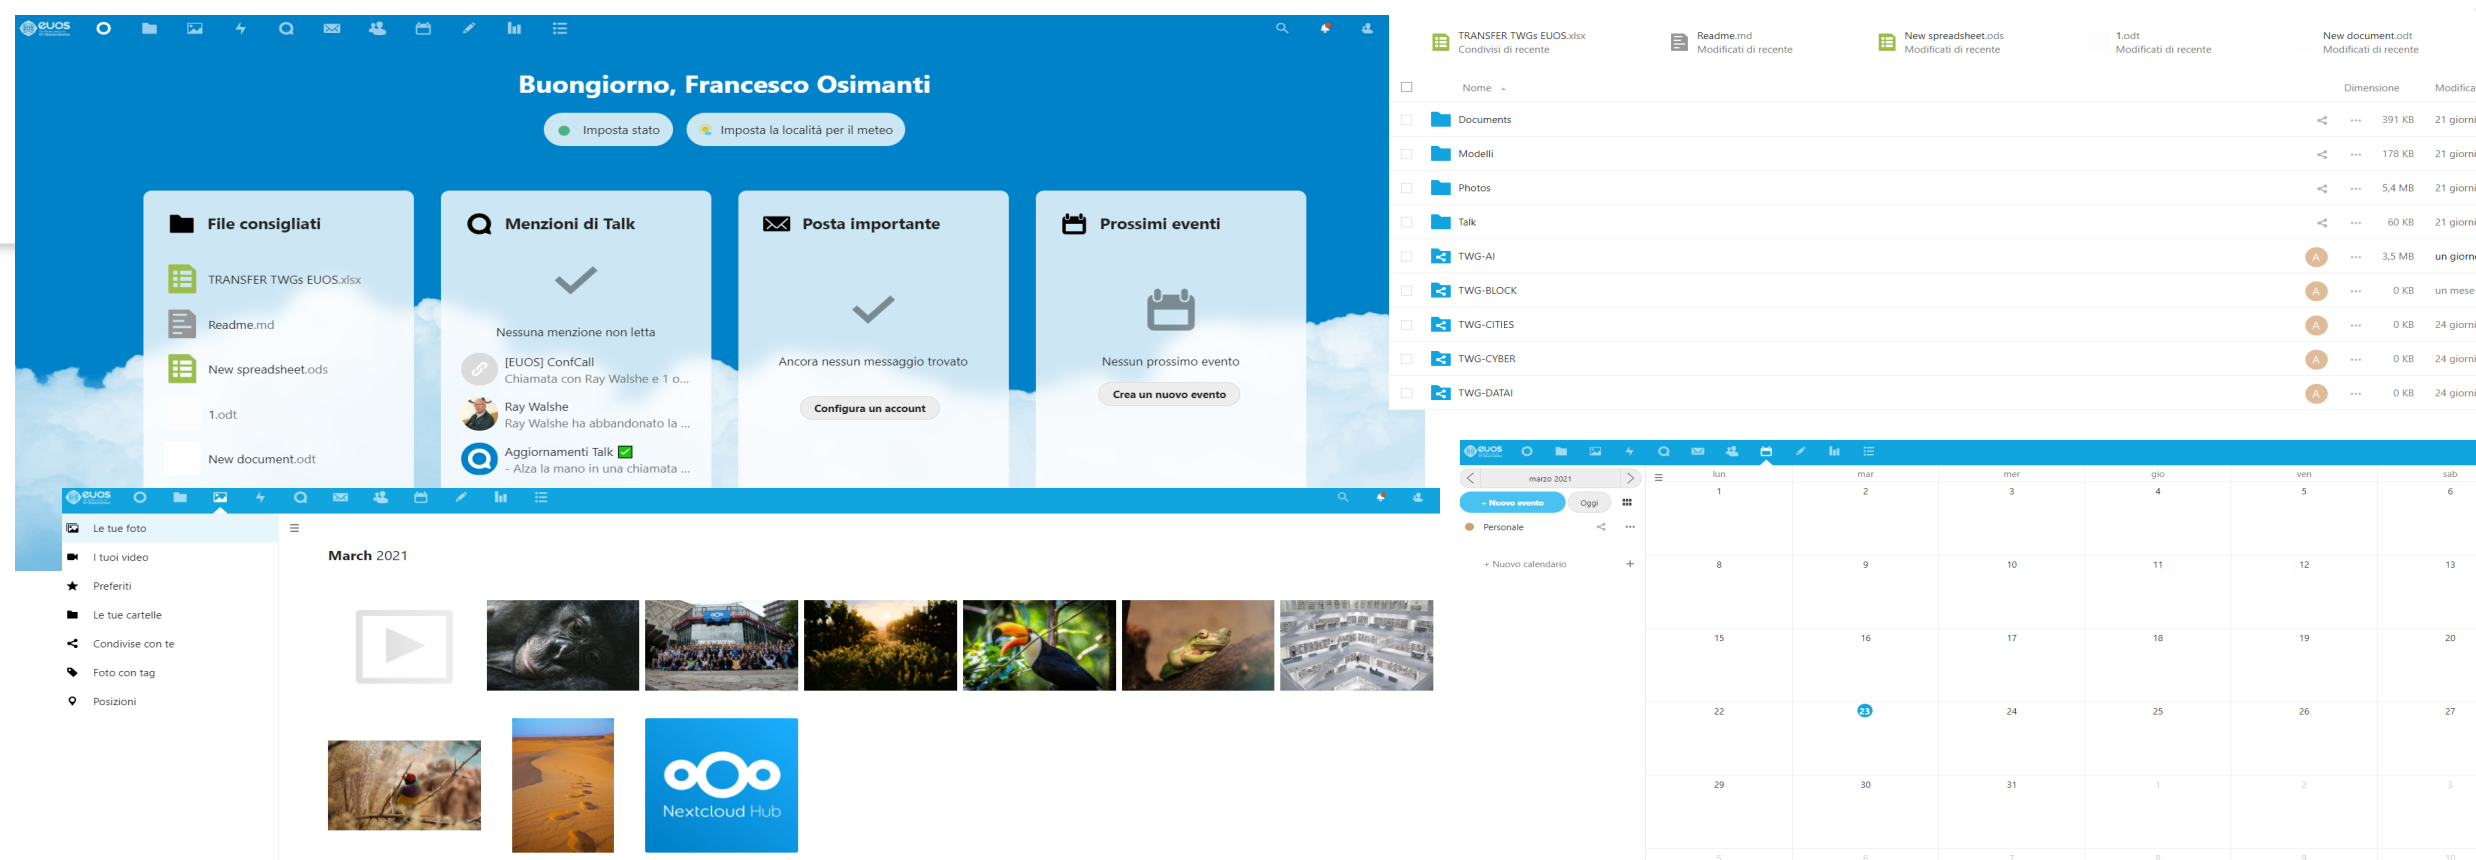 euos
Buongiorno, Francesco Osimanti
Imposta stato
Imposta la località per il meteo
File consigliati
TRANSFER TWGs EUOS.xlsx
Readme.md
New spreadsheet.ods
1.odt
New document.odt
Menzioni di Talk
Nessuna menzione non letta
[EUOS] ConfCall
Chiamata con Ray Walshe e 1 o...
Ray Walshe
Ray Walshe ha abbandonato la ...
Aggiornamenti Talk ✅
- Alza la mano in una chiamata ...
Posta importante
Ancora nessun messaggio trovato
Configura un account
Prossimi eventi
Nessun prossimo evento
Crea un nuovo evento
TRANSFER TWGs EUOS.xlsx
Condivisi di recente
Readme.md
Modificati di recente
New spreadsheet.ods
Modificati di recente
1.odt
Modificati di recente
New document.odt
Modificati di recente
Nome Dimensione Modifica
Documents 391 KB 21 giorni
Modelli 178 KB 21 giorni
Photos 5,4 MB 21 giorni
Talk 60 KB 21 giorni
TWG-AI A 3,5 MB un giorno
TWG-BLOCK A 0 KB un mese
TWG-CITIES A 0 KB 24 giorni
TWG-CYBER A 0 KB 24 giorni
TWG-DATAI A 0 KB 24 giorni
euos
Le tue foto
I tuoi video
Preferiti
Le tue cartelle
Condivise con te
Foto con tag
Posizioni
March 2021
Nextcloud Hub
euos
marzo 2021
+ Nuovo evento
Oggi
Personale
+ Nuovo calendario
lun mar mer gio ven sab
1 2 3 4 5 6
8 9 10 11 12 13
15 16 17 18 19 20
22 23 24 25 26 27
29 30 31 1 2 3
5 6 7 8 9 10